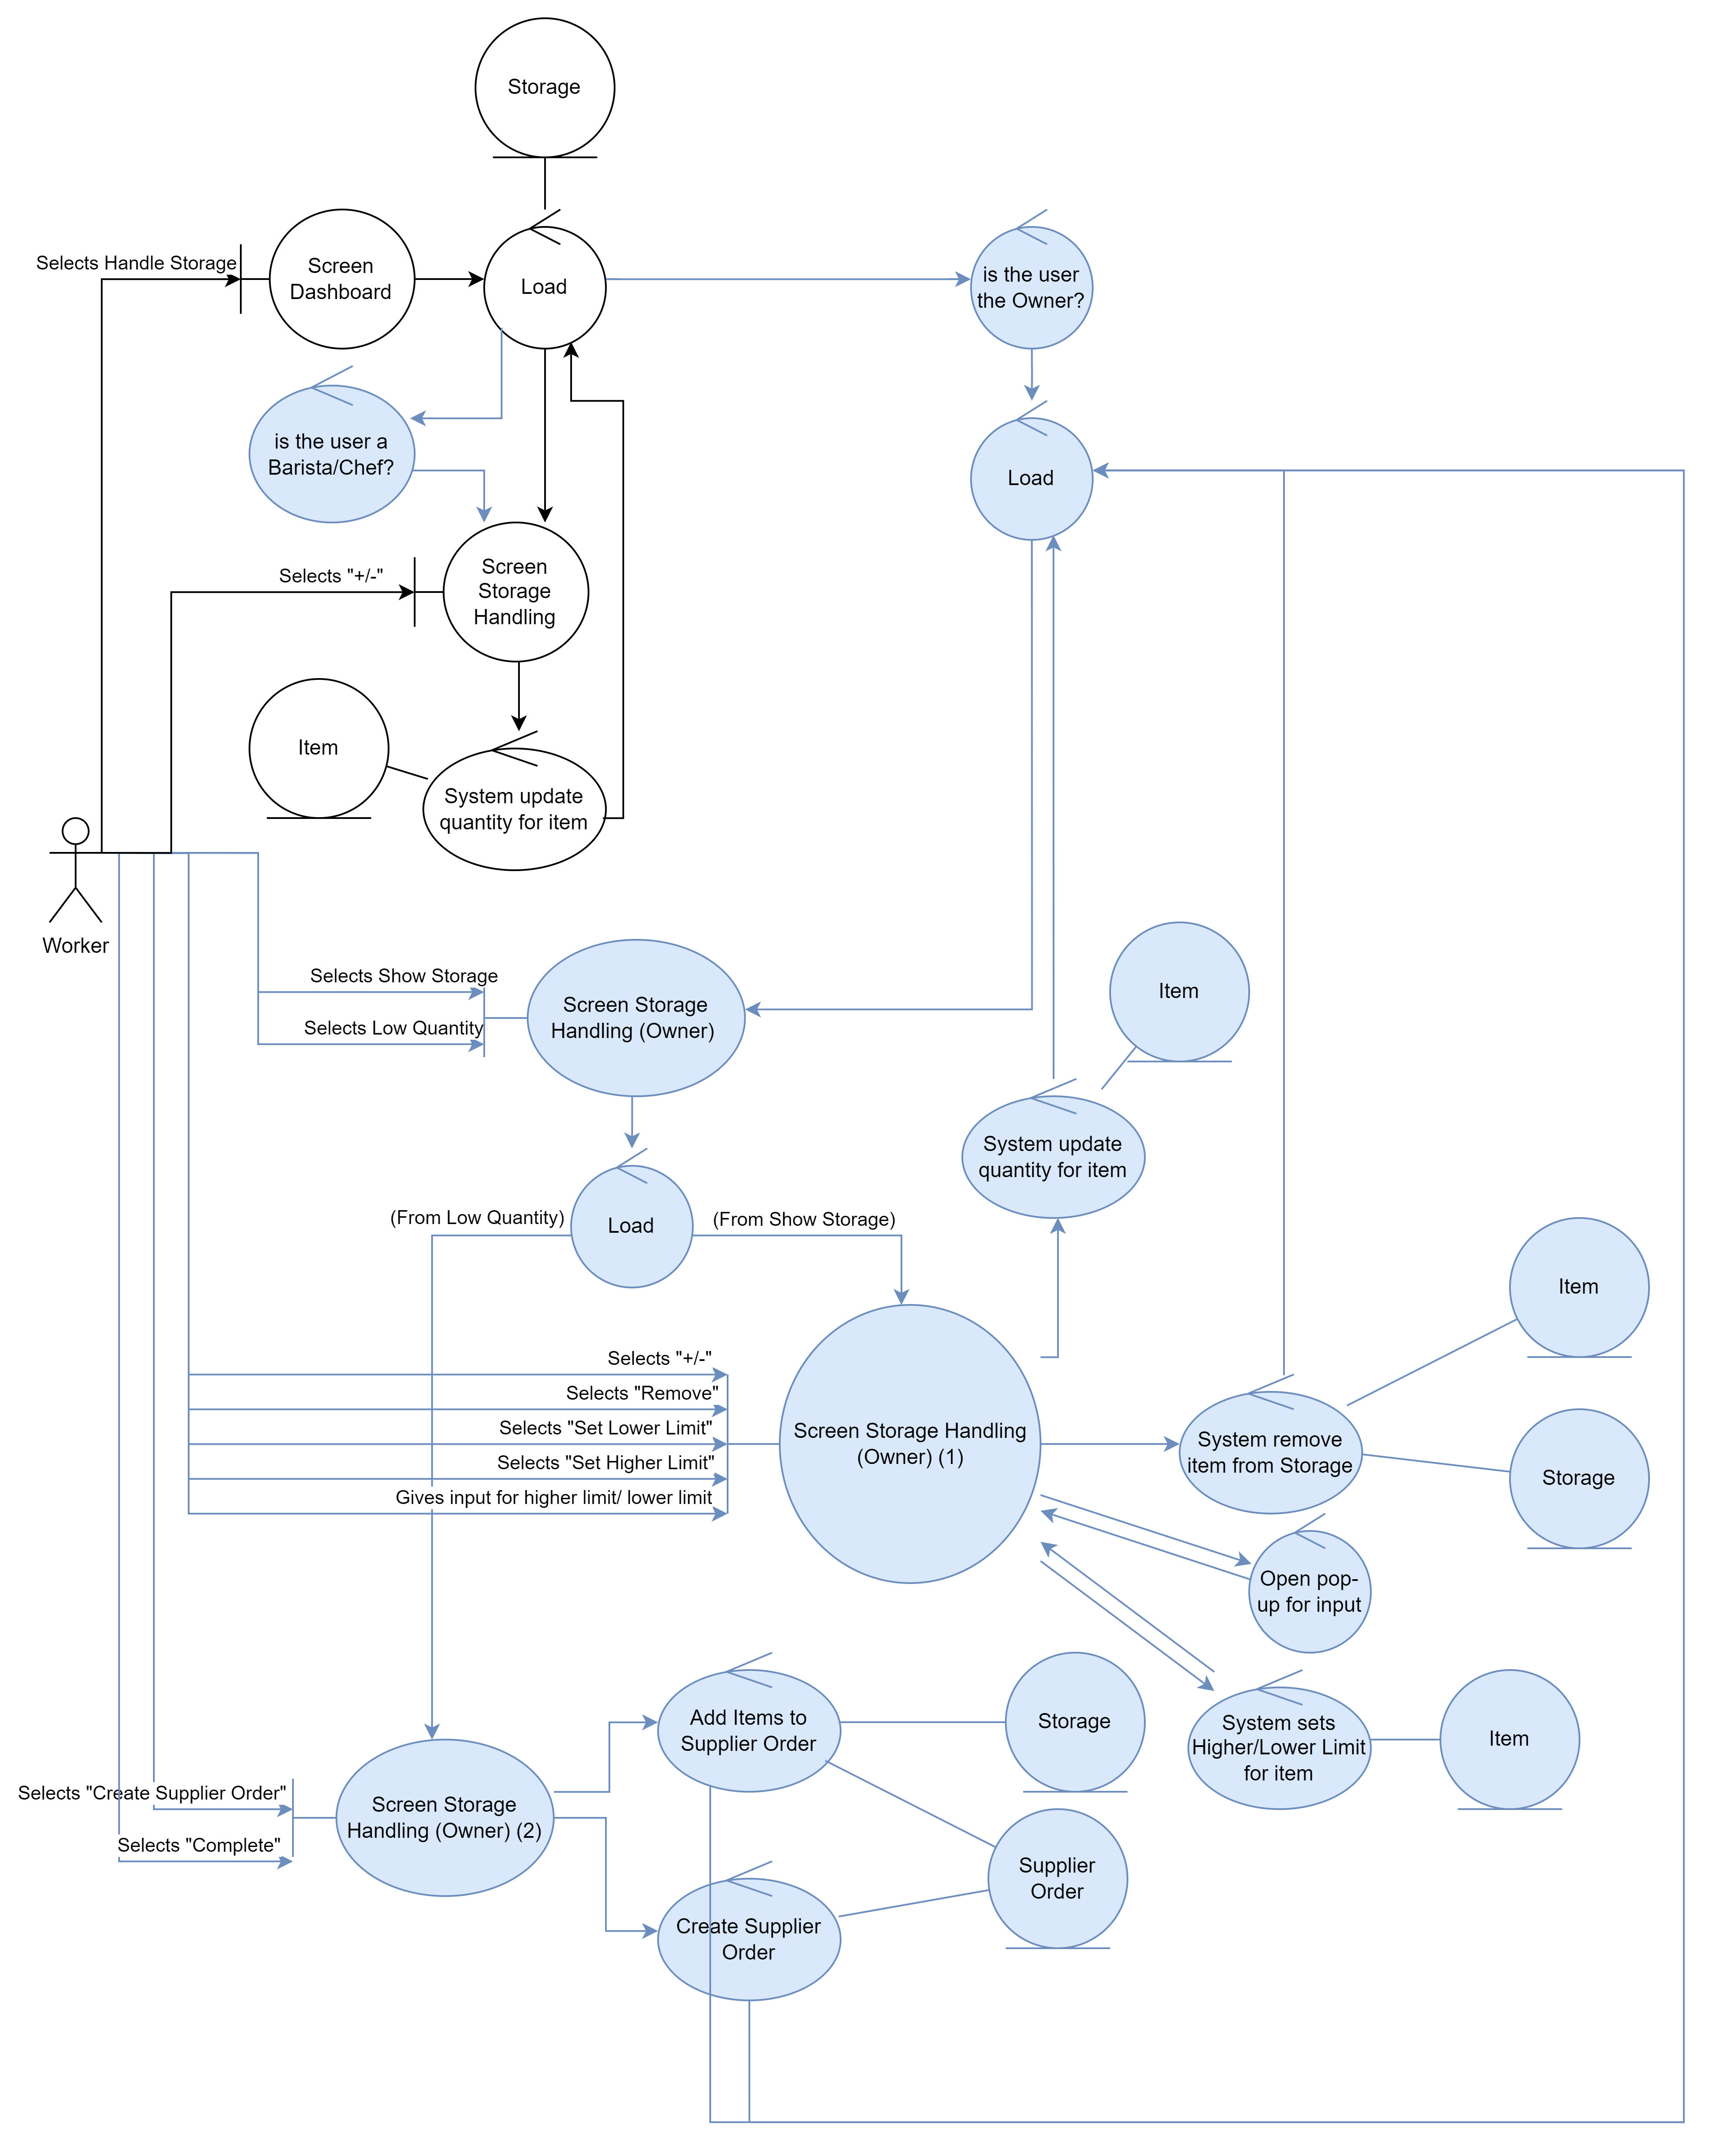 Storage
Selects Handle Storage
Screen
Dashboard
Load
is the user
the Owner?
is the user a
Barista/Chef?
Load
Selects "+/-"
Screen
Storage
Handling
Item
System update
quantity for item
Worker
Selects Show Storage
Selects Low Quantity
Screen Storage
Handling (Owner)
Item
System update
quantity for item
(From Low Quantity)
Load
(From Show Storage)
Item
Selects "+/-"
Selects "Remove"
Selects "Set Lower Limit"
Selects "Set Higher Limit"
Gives input for higher limit/ lower limit
Screen Storage Handling
(Owner) (1)
System remove
item from Storage
Storage
Open pop-
up for input
Add Items to
Supplier Order
Storage
System sets
Higher/Lower Limit
for item
Item
Selects "Create Supplier Order"
Selects "Complete"
Screen Storage
Handling (Owner) (2)
Supplier
Order
Create Supplier
Order